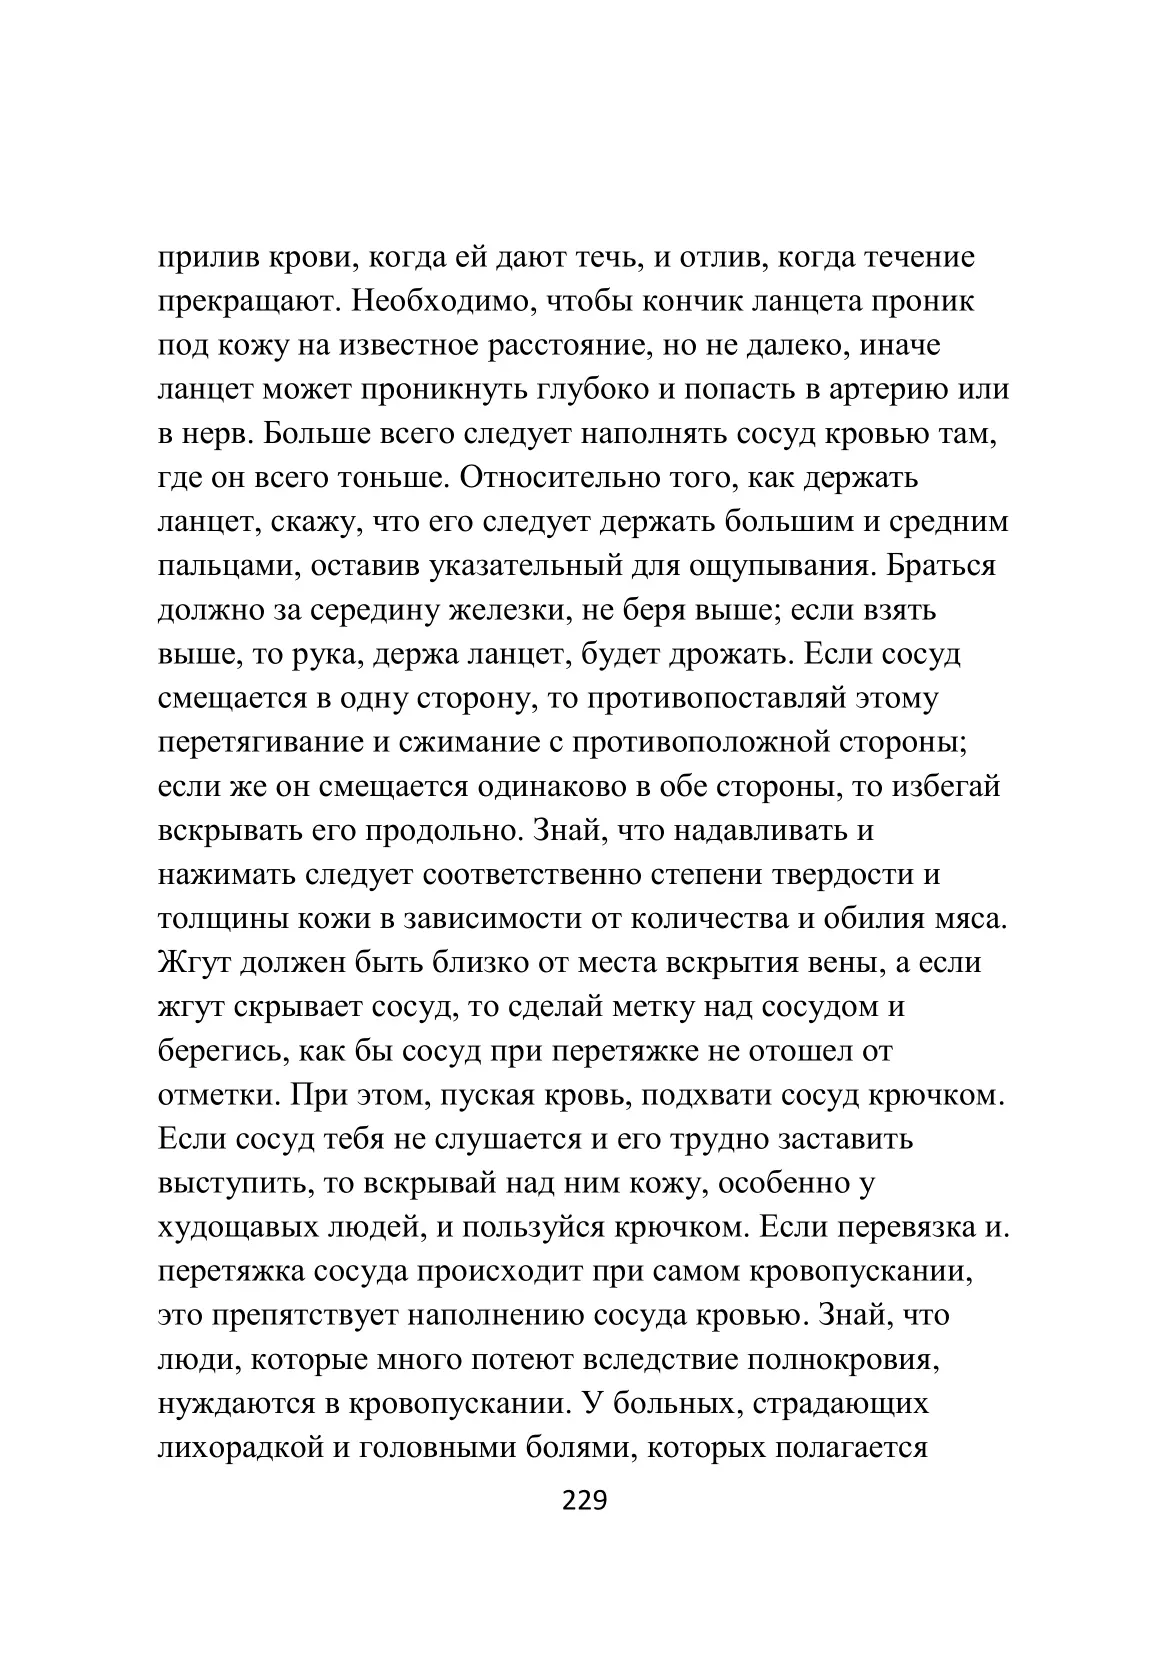 прилив крови, когда ей дают течь, и отлив, когда течение
прекращают. Необходимо, чтобы кончик ланцета проник
под кожу на известное расстояние, но не далеко, иначе
ланцет может проникнуть глубоко и попасть в артерию или
в нерв. Больше всего следует наполнять сосуд кровью там,
где он всего тоньше. Относительно того, как держать
ланцет, скажу, что его следует держать большим и средним
пальцами, оставив указательный для ощупывания. Браться
должно за середину железки, не беря выше; если взять
выше, то рука, держа ланцет, будет дрожать. Если сосуд
смещается в одну сторону, то противопоставляй этому
перетягивание и сжимание с противоположной стороны;
если же он смещается одинаково в обе стороны, то избегай
вскрывать его продольно. Знай, что надавливать и
нажимать следует соответственно степени твердости и
толщины кожи в зависимости от количества и обилия мяса.
Жгут должен быть близко от места вскрытия вены, а если
жгут скрывает сосуд, то сделай метку над сосудом и
берегись, как бы сосуд при перетяжке не отошел от
отметки. При этом, пуская кровь, подхвати сосуд крючком.
Если сосуд тебя не слушается и его трудно заставить
выступить, то вскрывай над ним кожу, особенно у
худощавых людей, и пользуйся крючком. Если перевязка и.
перетяжка сосуда происходит при самом кровопускании,
это препятствует наполнению сосуда кровью. Знай, что
люди, которые много потеют вследствие полнокровия,
нуждаются в кровопускании. У больных, страдающих
лихорадкой и головными болями, которых полагается
229